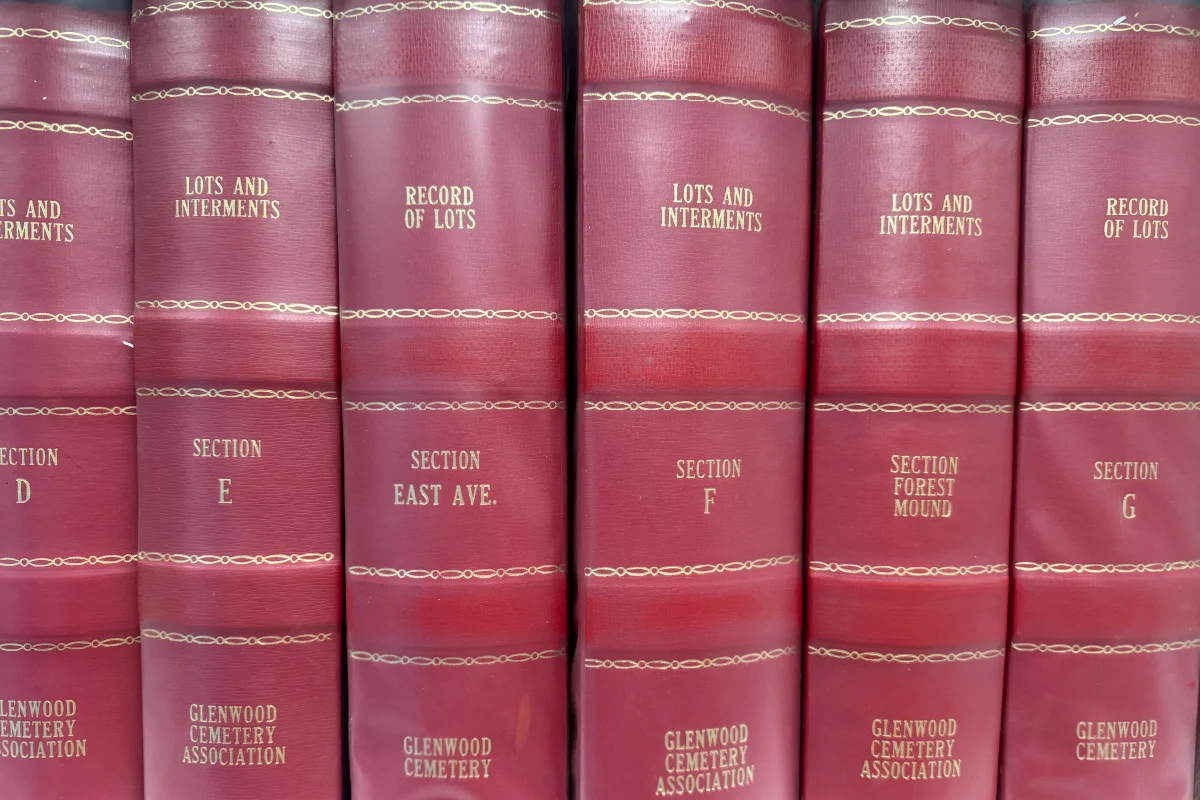 TS AND
ERMENTS
ECTION
D
LENWOOD
EMETERY
SSOCIATION
LOTS AND
INTERMENTS
SECTION
E
GLENWOOD
CEMETERY
ASSOCIATION
RECORD
OF LOTS
SECTION
EAST AVE.
GLENWOOD
CEMETERY
LOTS AND
INTERMENTS
SECTION
F
GLENWOOD
CEMETERY
ASSOCIATION
LOTS AND
INTERMENTS
SECTION
FOREST
MOUND
GLENWOOD
CEMETERY
ASSOCIATION
RECORD
OF LOTS
SECTION
G
GLENWOOD
CEMETERY